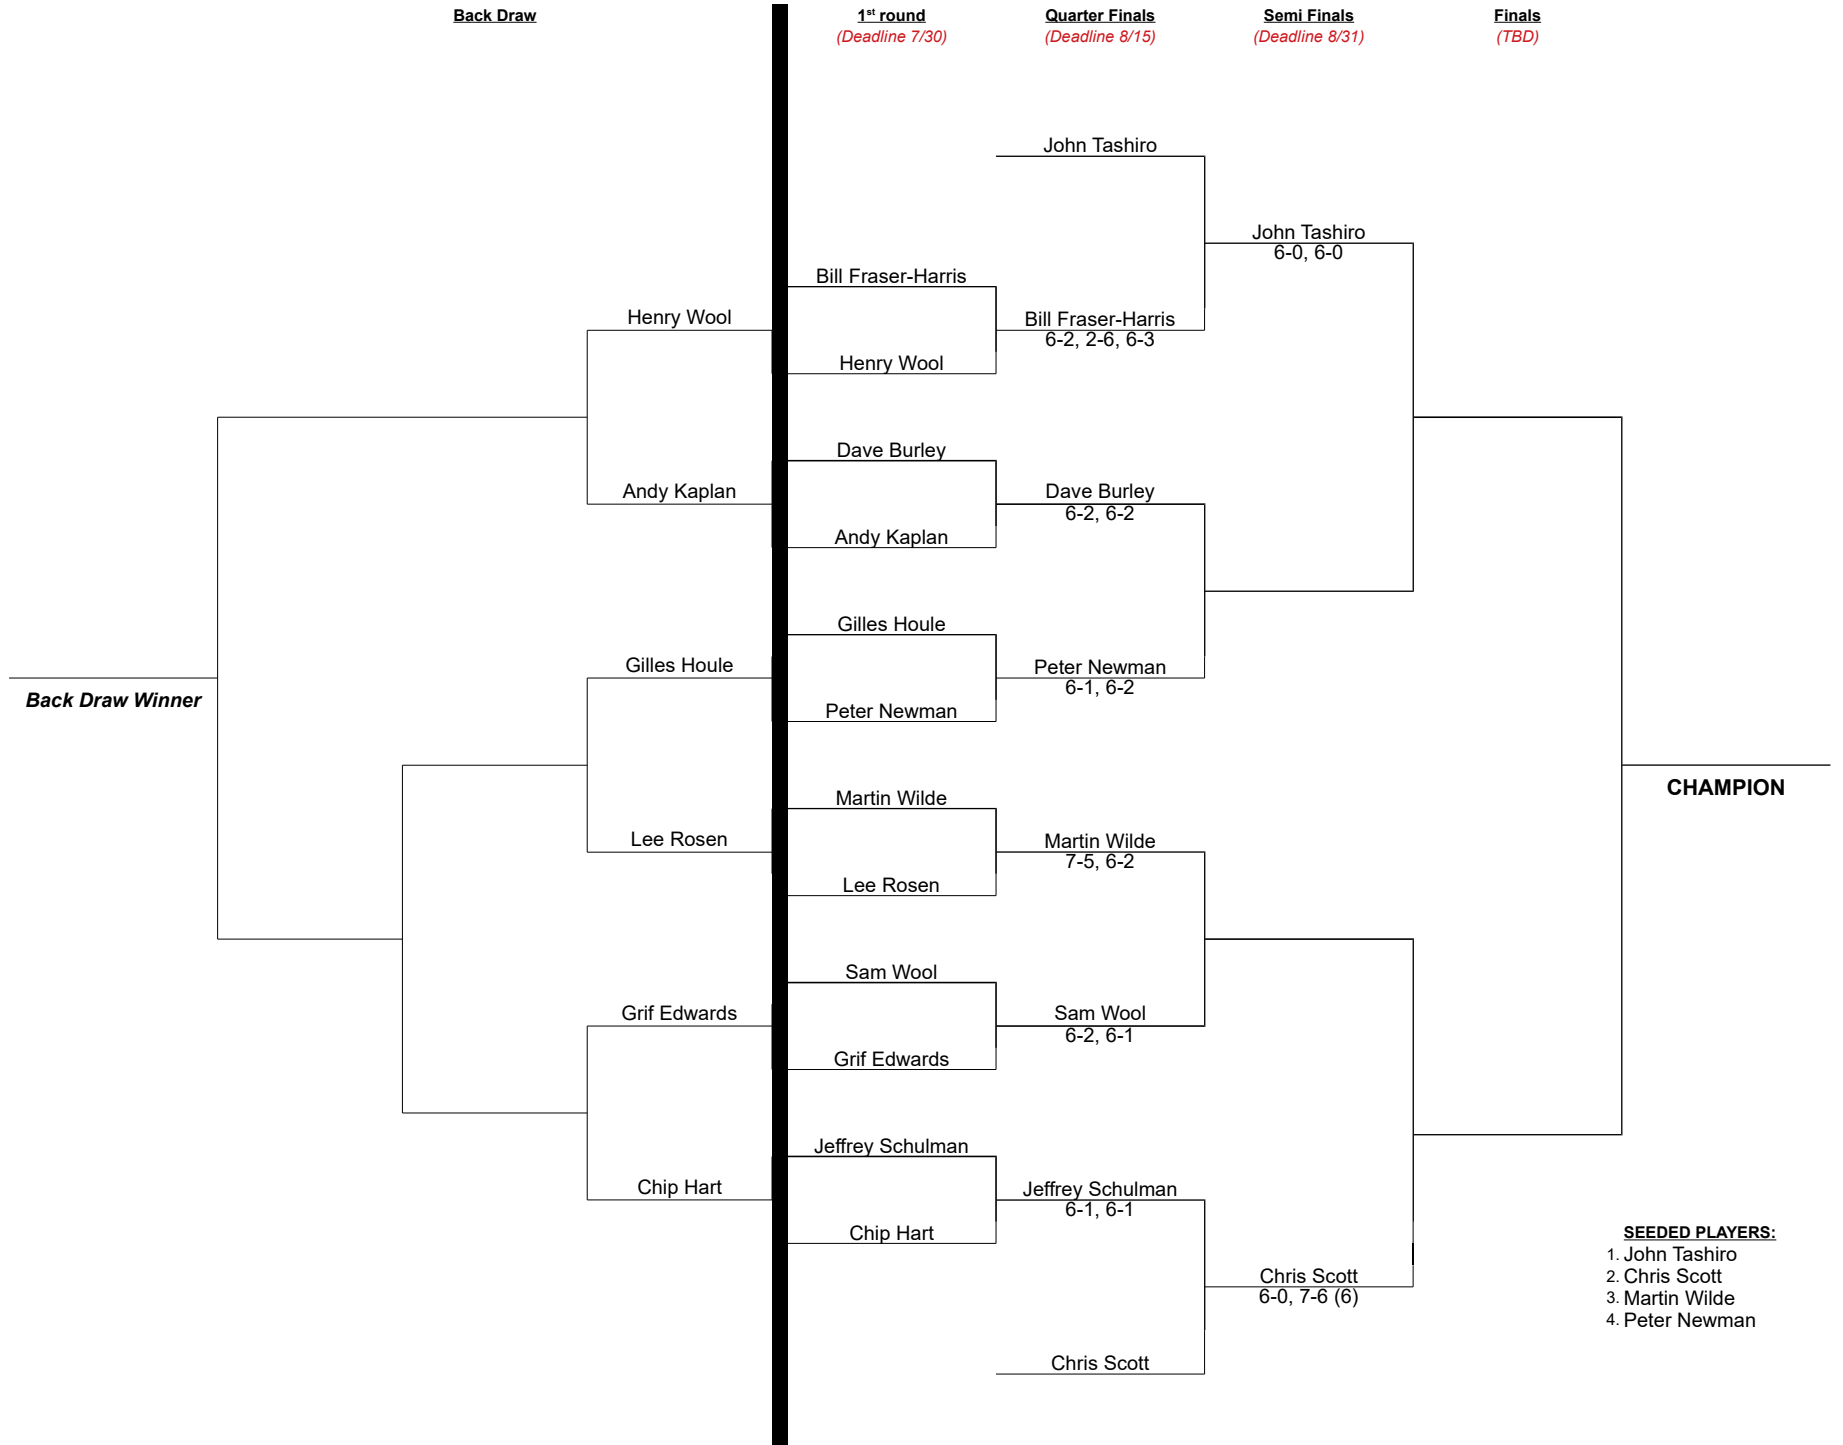 Back Draw
1st round
Quarter Finals
Semi Finals
Finals
(Deadline 7/30)
(Deadline 8/15)
(Deadline 8/31)
(TBD)
Henry Wool
Andy Kaplan
Gilles Houle
Back Draw Winner
Lee Rosen
Grif Edwards
Chip Hart
Bill Fraser-Harris
Henry Wool
Dave Burley
Andy Kaplan
Gilles Houle
Peter Newman
Martin Wilde
Lee Rosen
Sam Wool
Grif Edwards
Jeffrey Schulman
Chip Hart
John Tashiro
Bill Fraser-Harris
6-2, 2-6, 6-3
Dave Burley
6-2, 6-2
Peter Newman
6-1, 6-2
Martin Wilde
7-5, 6-2
Sam Wool
6-2, 6-1
Jeffrey Schulman
6-1, 6-1
Chris Scott
John Tashiro
6-0, 6-0
Chris Scott
6-0, 7-6 (6)
CHAMPION
SEEDED PLAYERS:
1. John Tashiro
2. Chris Scott
3. Martin Wilde
4. Peter Newman